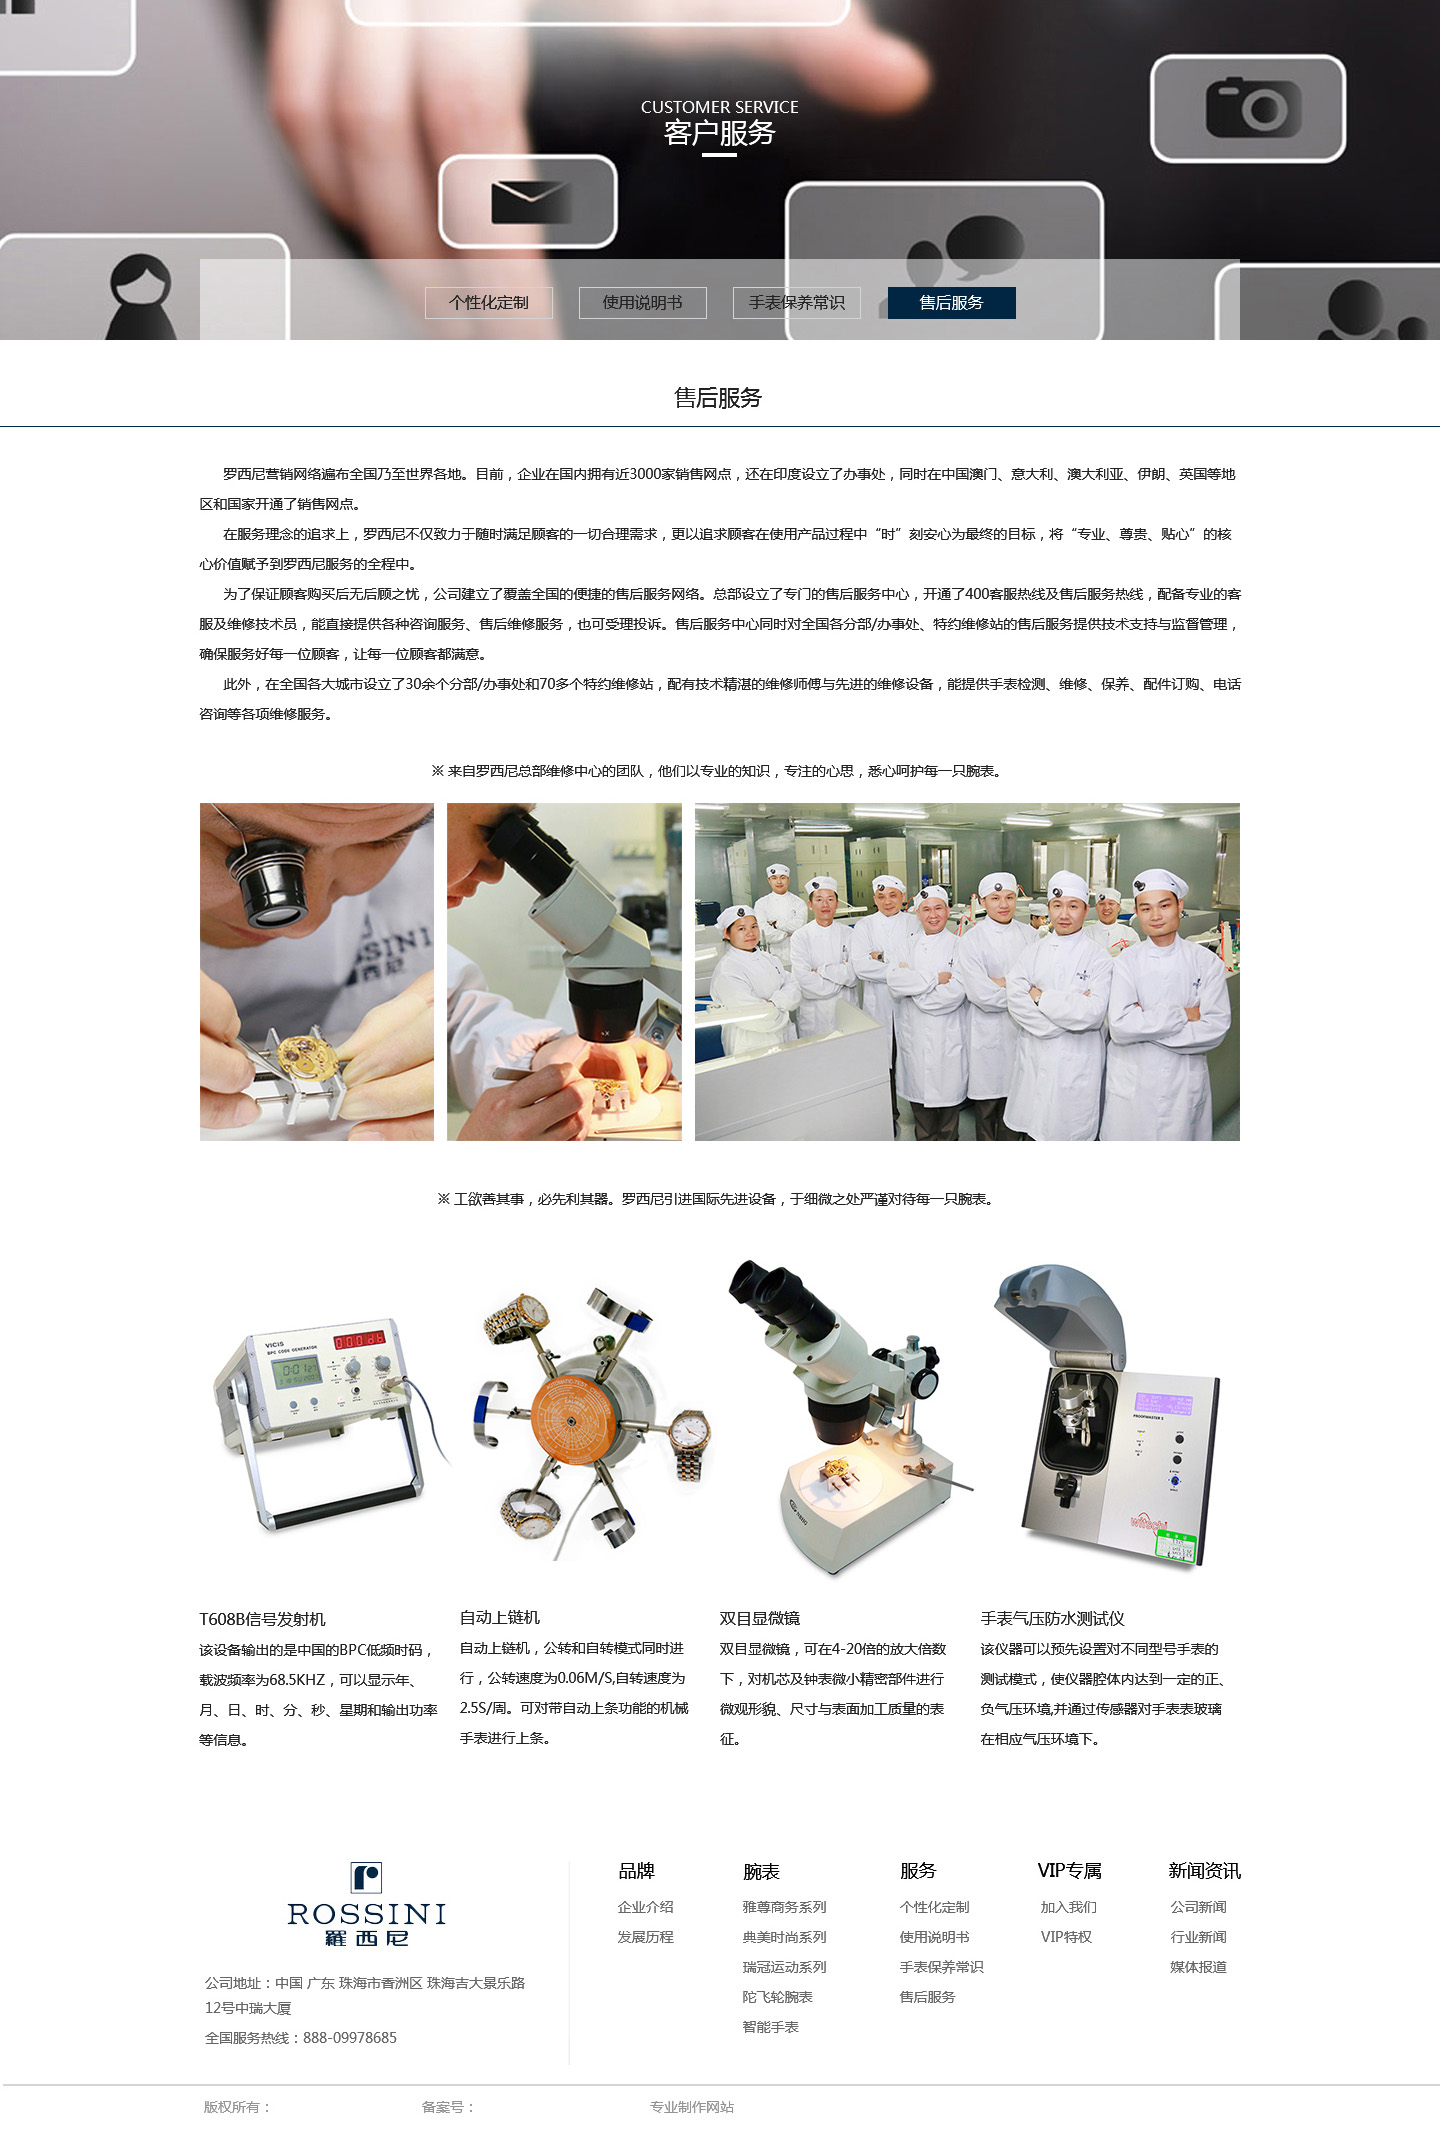 CUSTOMER SERVICE
客户服务
个性化定制
使用说明书
手表保养常识
售后服务
售后服务
罗西尼营销网络遍布全国乃至世界各地。目前，企业在国内拥有近3000家销售网点，还在印度设立了办事处，同时在中国澳门、意大利、澳大利亚、伊朗、英国等地
区和国家开通了销售网点。
在服务理念的追求上，罗西尼不仅致力于随时满足顾客的一切合理需求，更以追求顾客在使用产品过程中“时”刻安心为最终的目标，将“专业、尊贵、贴心”的核
心价值赋予到罗西尼服务的全程中。
为了保证顾客购买后无后顾之忧，公司建立了覆盖全国的便捷的售后服务网络。总部设立了专门的售后服务中心，开通了400客服热线及售后服务热线，配备专业的客
服及维修技术员，能直接提供各种咨询服务、售后维修服务，也可受理投诉。售后服务中心同时对全国各分部/办事处、特约维修站的售后服务提供技术支持与监督管理，
确保服务好每一位顾客，让每一位顾客都满意。
此外，在全国各大城市设立了30余个分部/办事处和70多个特约维修站，配有技术精湛的维修师傅与先进的维修设备，能提供手表检测、维修、保养、配件订购、电话
咨询等各项维修服务。
※ 来自罗西尼总部维修中心的团队，他们以专业的知识，专注的心思，悉心呵护每一只腕表。
ROSSINI
西尼
※ 工欲善其事，必先利其器。罗西尼引进国际先进设备，于细微之处严谨对待每一只腕表。
VICIS
BPC CODE GENERATOR
PROOFMASTER S
witschi
T608B信号发射机
该设备输出的是中国的BPC低频时码，
载波频率为68.5KHZ，可以显示年、
月、日、时、分、秒、星期和输出功率
等信息。
自动上链机
自动上链机，公转和自转模式同时进
行，公转速度为0.06M/S,自转速度为
2.5S/周。可对带自动上条功能的机械
手表进行上条。
双目显微镜
双目显微镜，可在4-20倍的放大倍数
下，对机芯及钟表微小精密部件进行
微观形貌、尺寸与表面加工质量的表
征。
手表气压防水测试仪
该仪器可以预先设置对不同型号手表的
测试模式，使仪器腔体内达到一定的正、
负气压环境,并通过传感器对手表表玻璃
在相应气压环境下。
ROSSINI
羅西尼
公司地址：中国 广东 珠海市香洲区 珠海吉大景乐路
12号中瑞大厦
全国服务热线：888-09978685
品牌
企业介绍
发展历程
腕表
雅尊商务系列
典美时尚系列
瑞冠运动系列
陀飞轮腕表
智能手表
服务
个性化定制
使用说明书
手表保养常识
售后服务
VIP专属
加入我们
VIP特权
新闻资讯
公司新闻
行业新闻
媒体报道
版权所有：
备案号：
专业制作网站